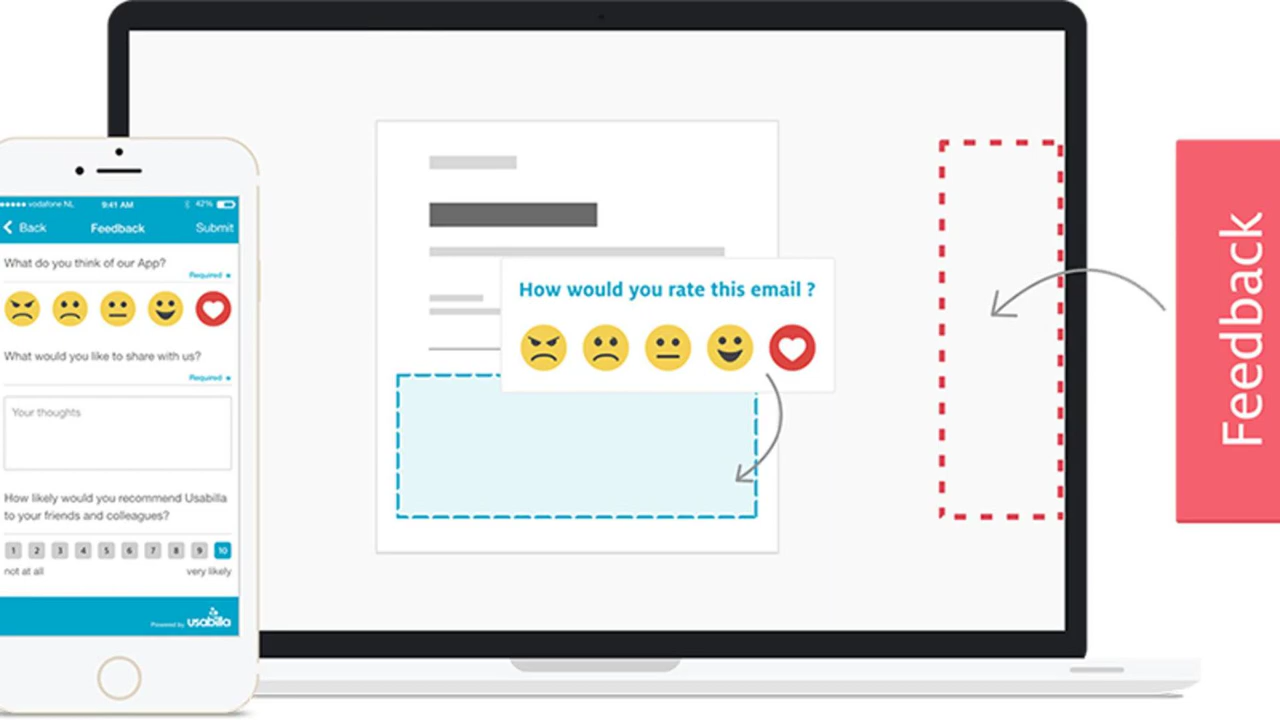 vodafone NL 9:41 AM 42%
Back Feedback Submit
What do you think of our App?
Required
What would you like to share with us?
Required
Your thoughts
How likely would you recommend Usabilla
to your friends and colleagues?
1 2 3 4 5 6 7 8 9 10
not at all very likely
Powered by usabilla
How would you rate this email ?
Feedback